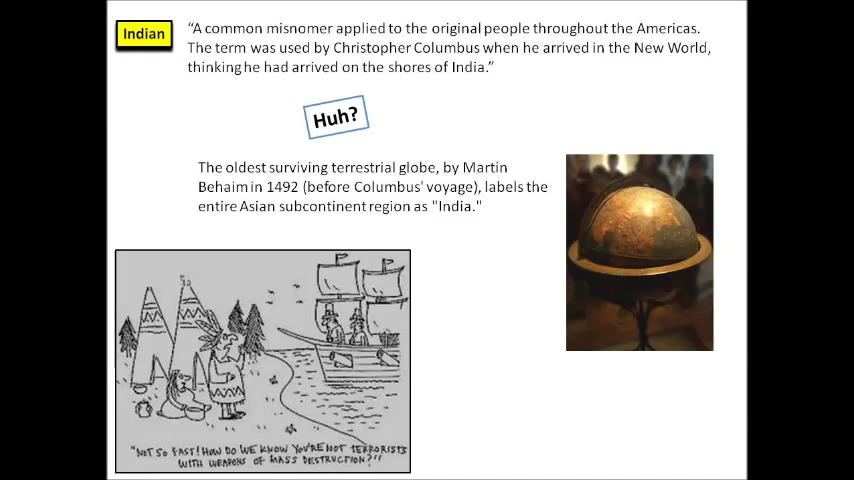 Indian
“A common misnomer applied to the original people throughout the Americas.
The term was used by Christopher Columbus when he arrived in the New World,
thinking he had arrived on the shores of India.”
Huh?
The oldest surviving terrestrial globe, by Martin
Behaim in 1492 (before Columbus' voyage), labels the
entire Asian subcontinent region as "India."
"NOT SO FAST! HOW DO WE KNOW YOU'RE NOT TERRORISTS
WITH WEAPONS OF MASS DESTRUCTION?"